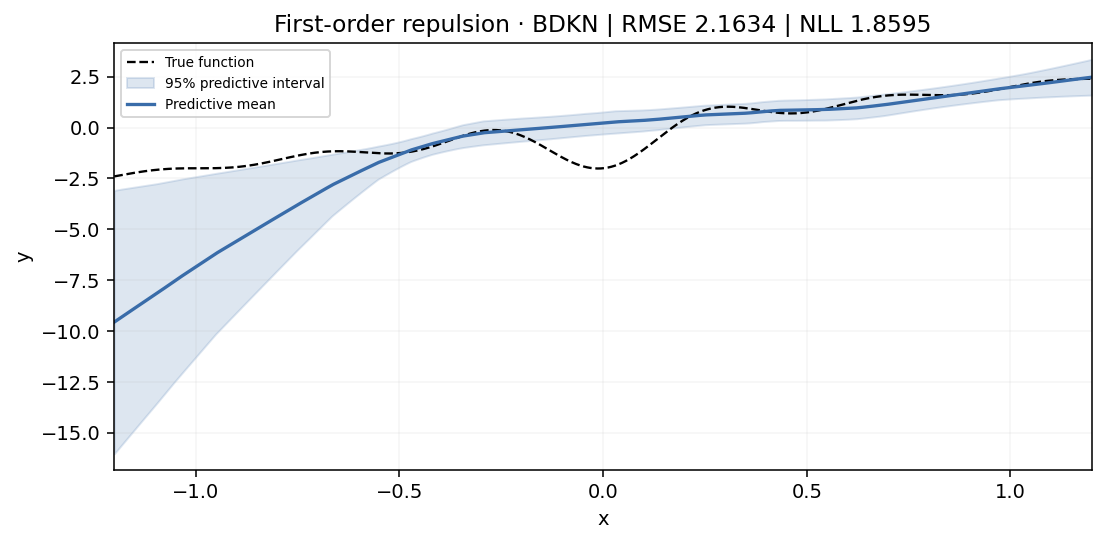 First-order repulsion · BDKN | RMSE 2.1634 | NLL 1.8595
True function
95% predictive interval
Predictive mean
2.5
0.0
−2.5
−5.0
−7.5
−10.0
−12.5
−15.0
y
−1.0 −0.5 0.0 0.5 1.0
x